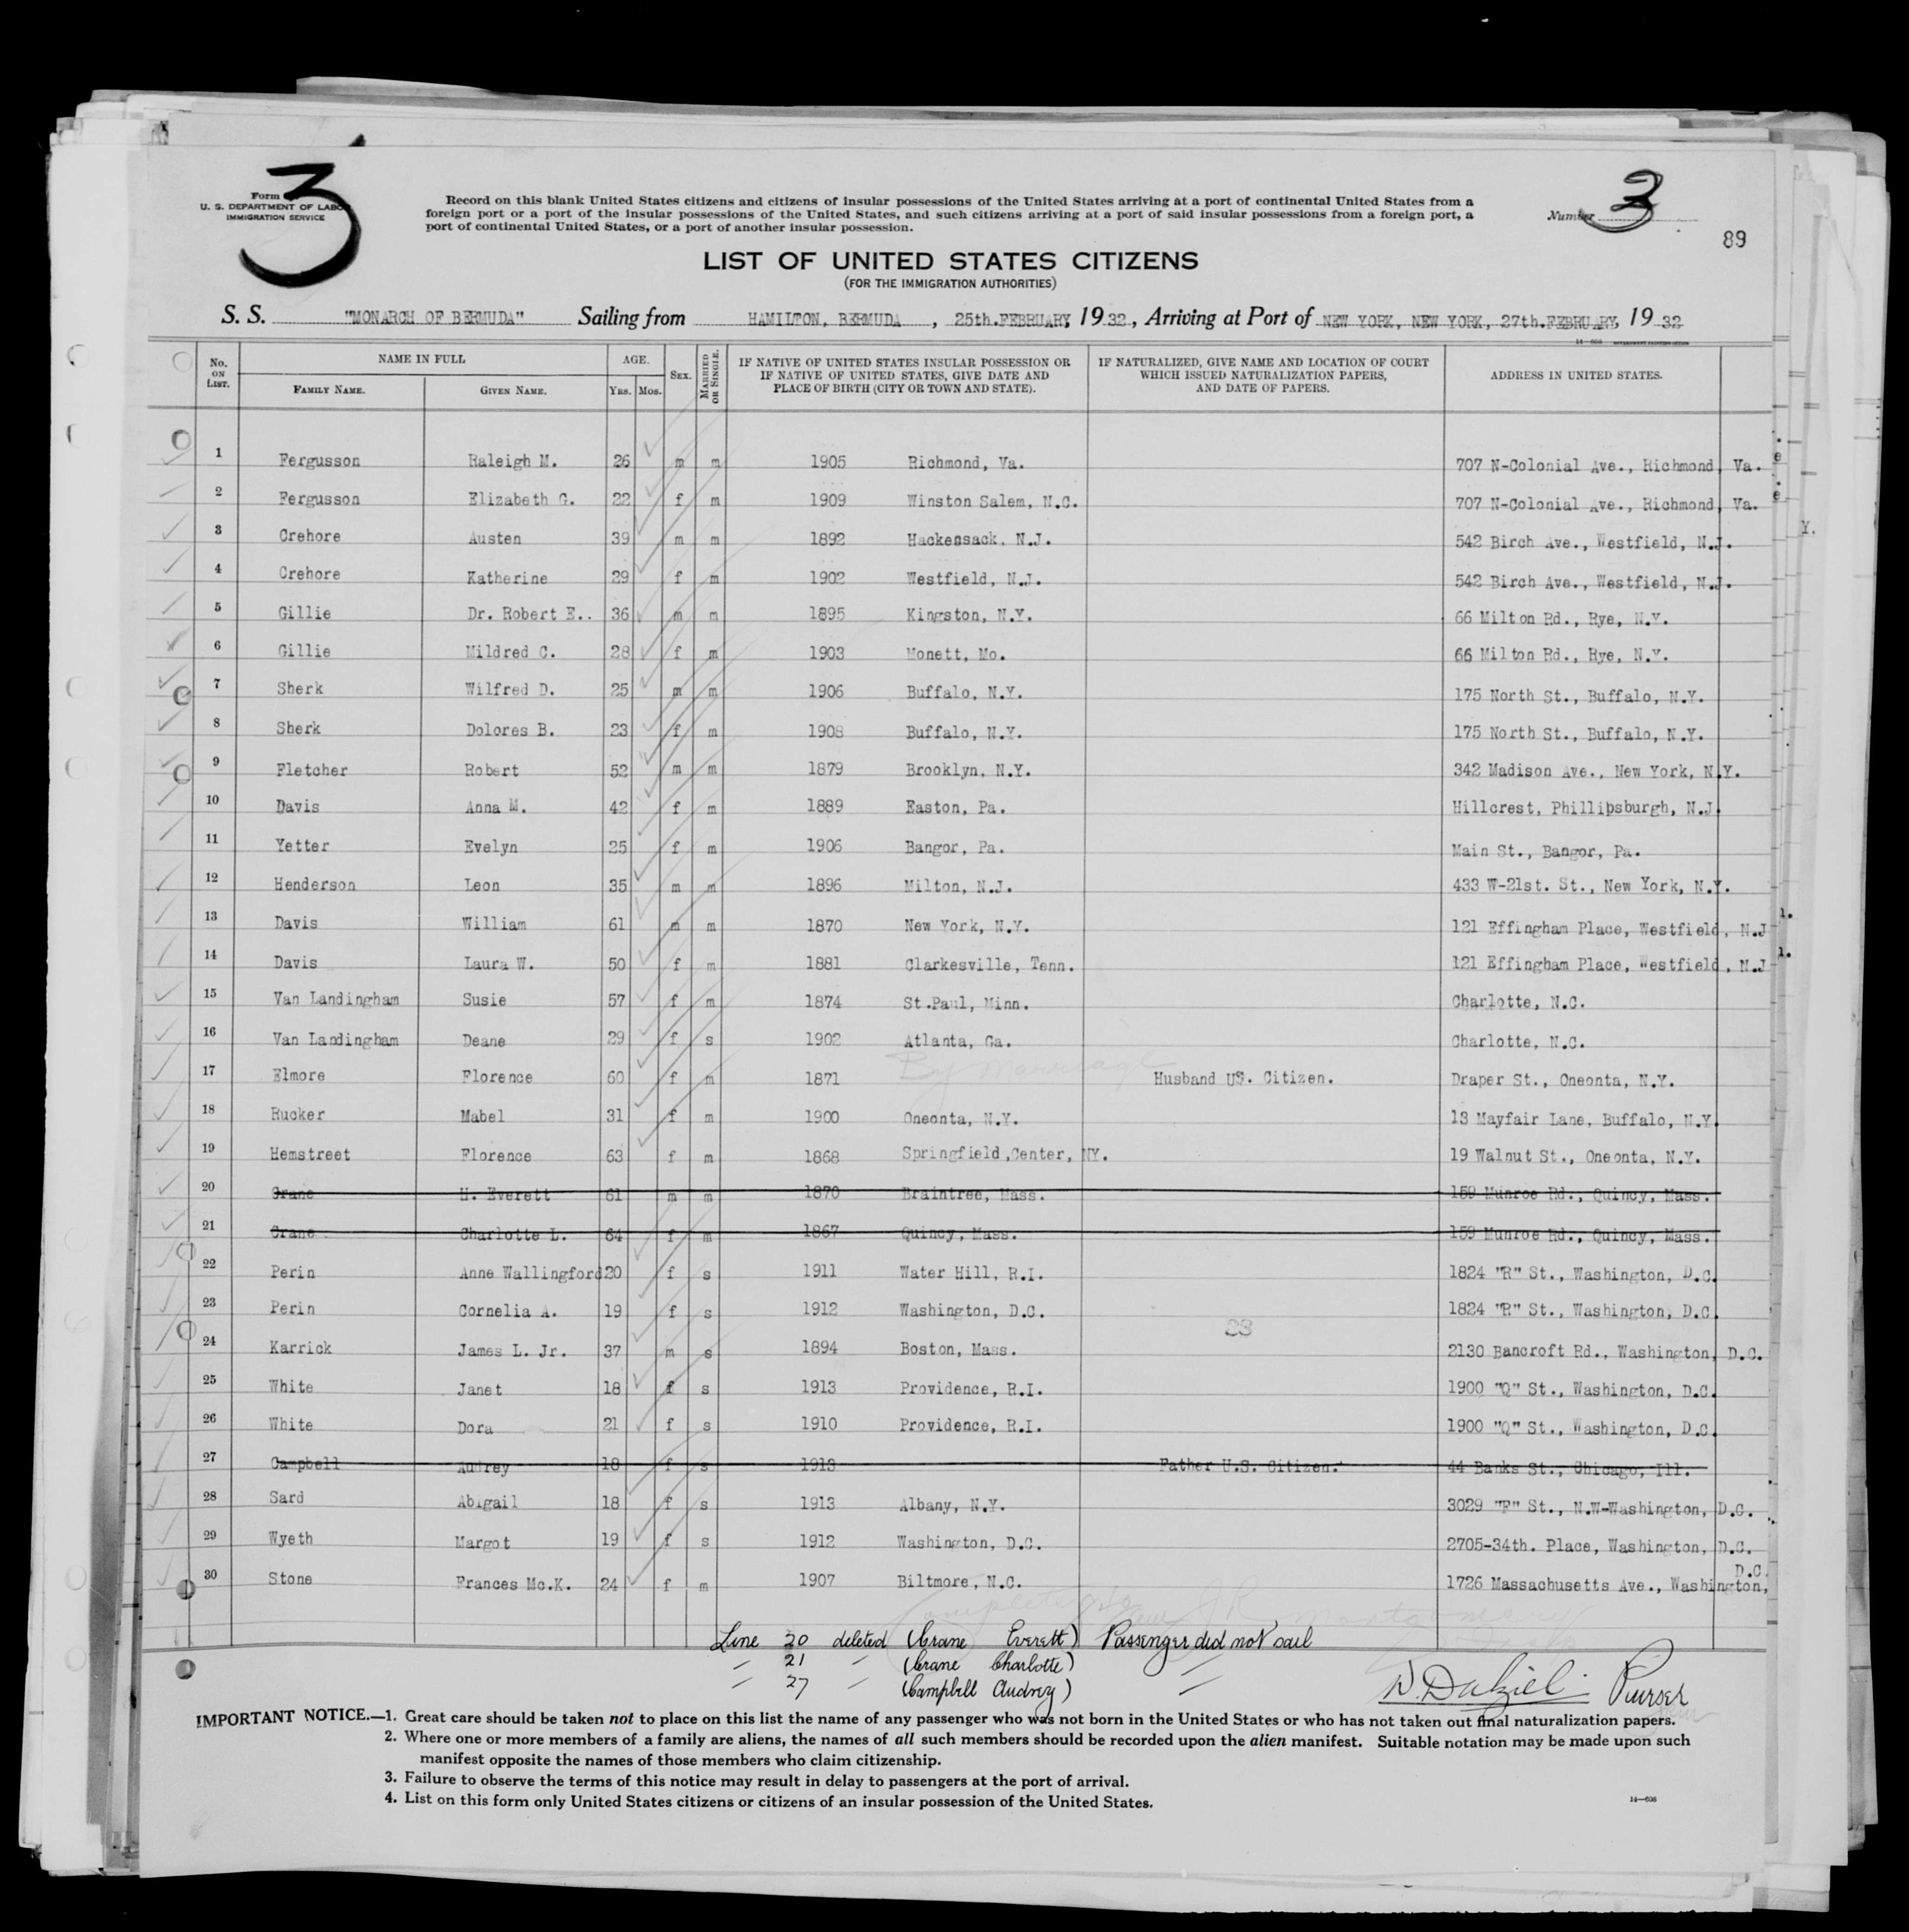 3
Form
U. S. DEPARTMENT OF LABOR
IMMIGRATION SERVICE
Record on this blank United States citizens and citizens of insular possessions of the United States arriving at a port of continental United States from a
foreign port or a port of the insular possessions of the United States, and such citizens arriving at a port of said insular possessions from a foreign port, a
port of continental United States, or a port of another insular possession.
Number 3
89
LIST OF UNITED STATES CITIZENS
(FOR THE IMMIGRATION AUTHORITIES)
S. S. "MONARCH OF BERMUDA" Sailing from HAMILTON, BERMUDA, 25th.FEBRUARY, 1932, Arriving at Port of NEW YORK, NEW YORK, 27th.FEBRUARY, 1932
No. ON LIST. NAME IN FULL FAMILY NAME. GIVEN NAME. AGE. YRS. MOS. SEX. MARRIED OR SINGLE. IF NATIVE OF UNITED STATES INSULAR POSSESSION OR IF NATIVE OF UNITED STATES, GIVE DATE AND PLACE OF BIRTH (CITY OR TOWN AND STATE). IF NATURALIZED, GIVE NAME AND LOCATION OF COURT WHICH ISSUED NATURALIZATION PAPERS, AND DATE OF PAPERS. ADDRESS IN UNITED STATES.
1 Fergusson Raleigh M. 26 m m 1905 Richmond, Va. 707 N-Colonial Ave., Richmond, Va.
2 Fergusson Elizabeth G. 22 f m 1909 Winston Salem, N.C. 707 N-Colonial Ave., Richmond, Va.
3 Crehore Austen 39 m m 1892 Hackensack, N.J. 542 Birch Ave., Westfield, N.J.
4 Crehore Katherine 29 f m 1902 Westfield, N.J. 542 Birch Ave., Westfield, N.J.
5 Gillie Dr. Robert E.. 36 m m 1895 Kingston, N.Y. 66 Milton Rd., Rye, N.Y.
6 Gillie Mildred C. 28 f m 1903 Monett, Mo. 66 Milton Rd., Rye, N.Y.
7 Sherk Wilfred D. 25 m m 1906 Buffalo, N.Y. 175 North St., Buffalo, N.Y.
8 Sherk Dolores B. 23 f m 1908 Buffalo, N.Y. 175 North St., Buffalo, N.Y.
9 Fletcher Robert 52 m m 1879 Brooklyn, N.Y. 342 Madison Ave., New York, N.Y.
10 Davis Anna M. 42 f m 1889 Easton, Pa. Hillcrest, Phillipsburgh, N.J.
11 Yetter Evelyn 25 f m 1906 Bangor, Pa. Main St., Bangor, Pa.
12 Henderson Leon 35 m m 1896 Milton, N.J. 433 W-21st. St., New York, N.Y.
13 Davis William 61 m m 1870 New York, N.Y. 121 Effingham Place, Westfield, N.J
14 Davis Laura W. 50 f m 1881 Clarkesville, Tenn. 121 Effingham Place, Westfield, N.J
15 Van Landingham Susie 57 f m 1874 St.Paul, Minn. Charlotte, N.C.
16 Van Landingham Deane 29 f s 1902 Atlanta, Ga. Charlotte, N.C.
By Marriage
17 Elmore Florence 60 f m 1871 Husband US. Citizen. Draper St., Oneonta, N.Y.
18 Rucker Mabel 31 f m 1900 Oneonta, N.Y. 13 Mayfair Lane, Buffalo, N.Y.
19 Hemstreet Florence 63 f m 1868 Springfield,Center, NY. 19 Walnut St., Oneonta, N.Y.
20 Crane H. Everett 61 m m 1870 Braintree, Mass. 159 Munroe Rd., Quincy, Mass.
21 Crane Charlotte L. 64 f m 1867 Quincy, Mass. 159 Munroe Rd., Quincy, Mass.
22 Perin Anne Wallingford 20 f s 1911 Water Hill, R.I. 1824 "R" St., Washington, D.C.
23 Perin Cornelia A. 19 f s 1912 Washington, D.C. 1824 "R" St., Washington, D.C.
23
24 Karrick James L. Jr. 37 m s 1894 Boston, Mass. 2130 Bancroft Rd., Washington, D.C.
25 White Janet 18 f s 1913 Providence, R.I. 1900 "Q" St., Washington, D.C.
26 White Dora 21 f s 1910 Providence, R.I. 1900 "Q" St., Washington, D.C.
27 Campbell Audrey 18 f s 1913 Father U.S. Citizen. 44 Banks St., Chicago, Ill.
28 Sard Abigail 18 f s 1913 Albany, N.Y. 3029 "F" St., N.W-Washington, D.C.
29 Wyeth Margot 19 f s 1912 Washington, D.C. 2705-34th. Place, Washington, D.C.
30 Stone Frances Mc.K. 24 f m 1907 Biltmore, N.C. 1726 Massachusetts Ave., Washington, D.C.
Line 20 deleted (Crane Everett) Passenger did not sail
" 21 " (Crane Charlotte) "
" 27 " (Campbell Audrey) "
W. Dalziel. Purser
IMPORTANT NOTICE.—1. Great care should be taken not to place on this list the name of any passenger who was not born in the United States or who has not taken out final naturalization papers.
2. Where one or more members of a family are aliens, the names of all such members should be recorded upon the alien manifest. Suitable notation may be made upon such
manifest opposite the names of those members who claim citizenship.
3. Failure to observe the terms of this notice may result in delay to passengers at the port of arrival.
4. List on this form only United States citizens or citizens of an insular possession of the United States.
14—698